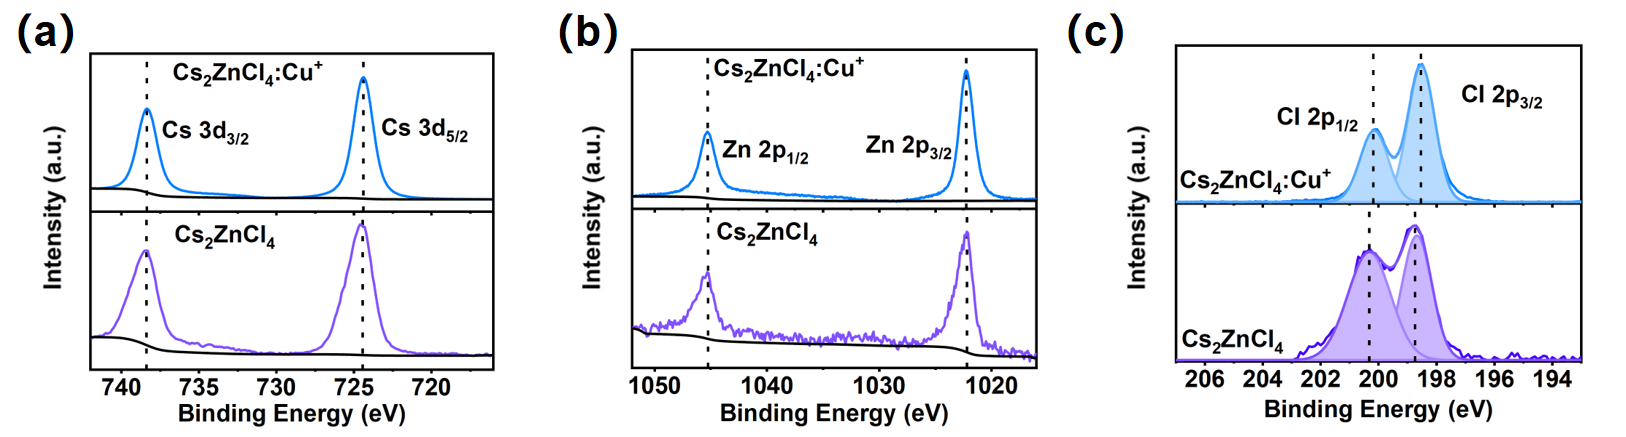 (a)
Cs₂ZnCl₄:Cu⁺
Cs 3d₃/₂
Cs 3d₅/₂
Cs₂ZnCl₄
Intensity (a.u.)
740 735 730 725 720
Binding Energy (eV)
(b)
Cs₂ZnCl₄:Cu⁺
Zn 2p₁/₂
Zn 2p₃/₂
Cs₂ZnCl₄
Intensity (a.u.)
1050 1040 1030 1020
Binding Energy (eV)
(c)
Cl 2p₁/₂
Cl 2p₃/₂
Cs₂ZnCl₄:Cu⁺
Cs₂ZnCl₄
Intensity (a.u.)
206 204 202 200 198 196 194
Binding Energy (eV)